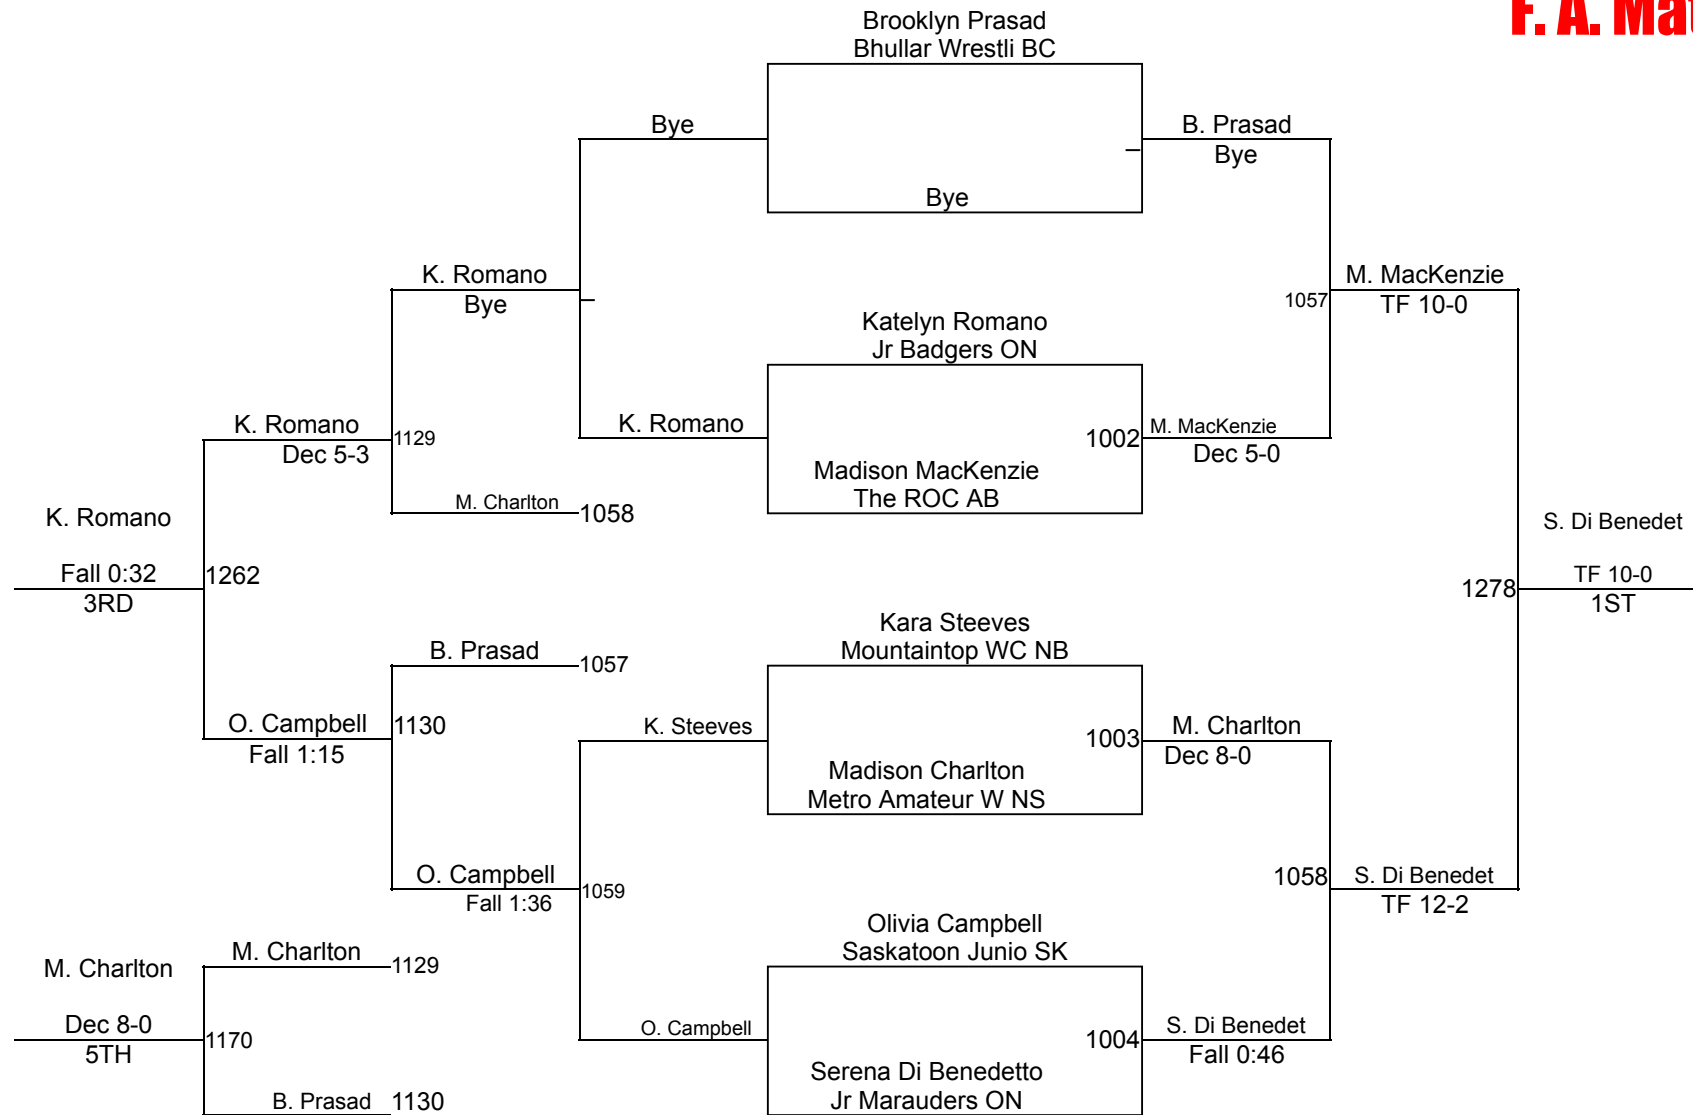 F. A. Mat
Brooklyn Prasad
Bhullar Wrestli BC
Bye
B. Prasad
Bye
Bye
K. Romano
Bye
M. MacKenzie
TF 10-0
1057
Katelyn Romano
Jr Badgers ON
K. Romano
Dec 5-3
1129
K. Romano
1002
M. MacKenzie
Dec 5-0
Madison MacKenzie
The ROC AB
M. Charlton
1058
K. Romano
Fall 0:32
3RD
1262
S. Di Benedet
TF 10-0
1ST
1278
Kara Steeves
Mountaintop WC NB
B. Prasad
1057
O. Campbell
Fall 1:15
1130
K. Steeves
1003
M. Charlton
Dec 8-0
Madison Charlton
Metro Amateur W NS
O. Campbell
Fall 1:36
1059
1058
S. Di Benedet
TF 12-2
Olivia Campbell
Saskatoon Junio SK
M. Charlton
Dec 8-0
5TH
M. Charlton
1129
1170
B. Prasad
1130
O. Campbell
1004
S. Di Benedet
Fall 0:46
Serena Di Benedetto
Jr Marauders ON